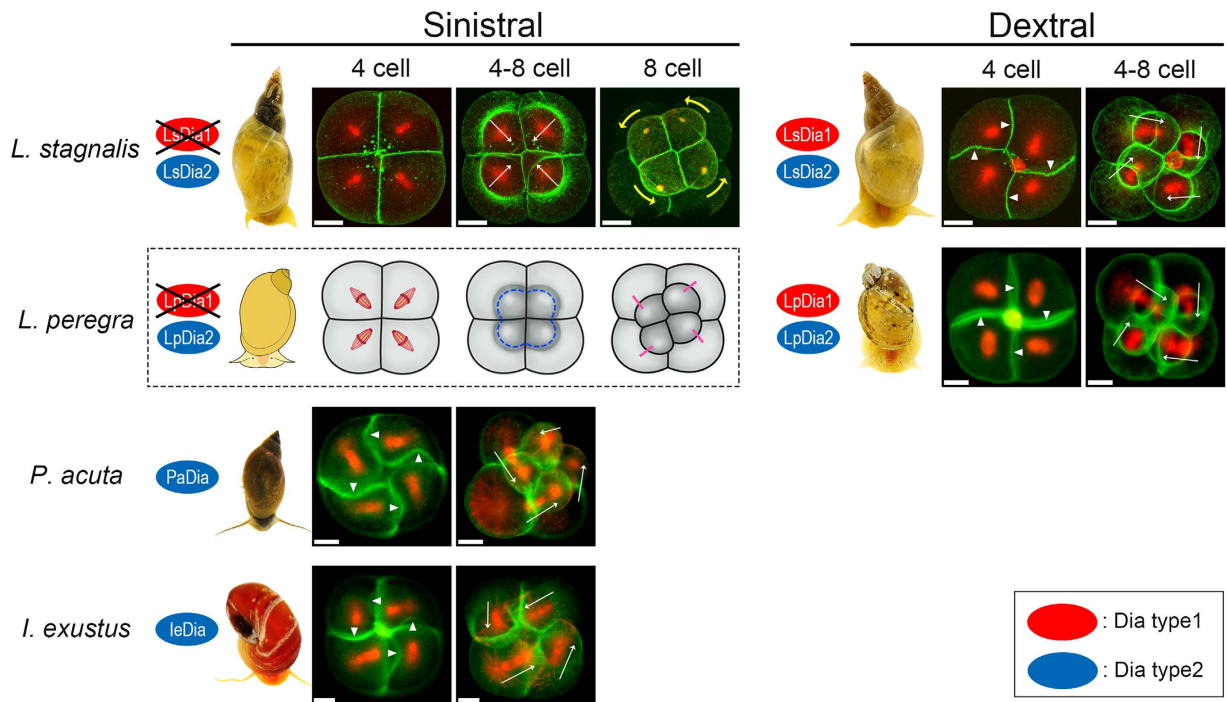 Sinistral
Dextral
4 cell
4-8 cell
8 cell
4 cell
4-8 cell
L. stagnalis
LsDia1
LsDia2
LsDia1
LsDia2
L. peregra
LpDia1
LpDia2
LpDia1
LpDia2
P. acuta
PaDia
I. exustus
IeDia
: Dia type1
: Dia type2